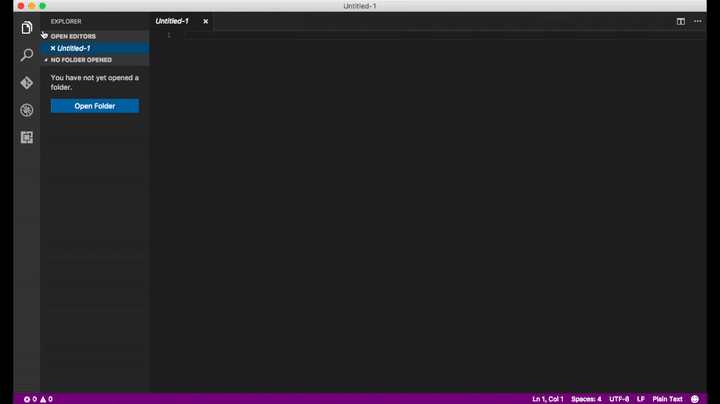 Untitled-1
EXPLORER
OPEN EDITORS
Untitled-1
NO FOLDER OPENED
You have not yet opened a
folder.
Open Folder
Untitled-1
1
0 0
Ln 1, Col 1 Spaces: 4 UTF-8 LF Plain Text